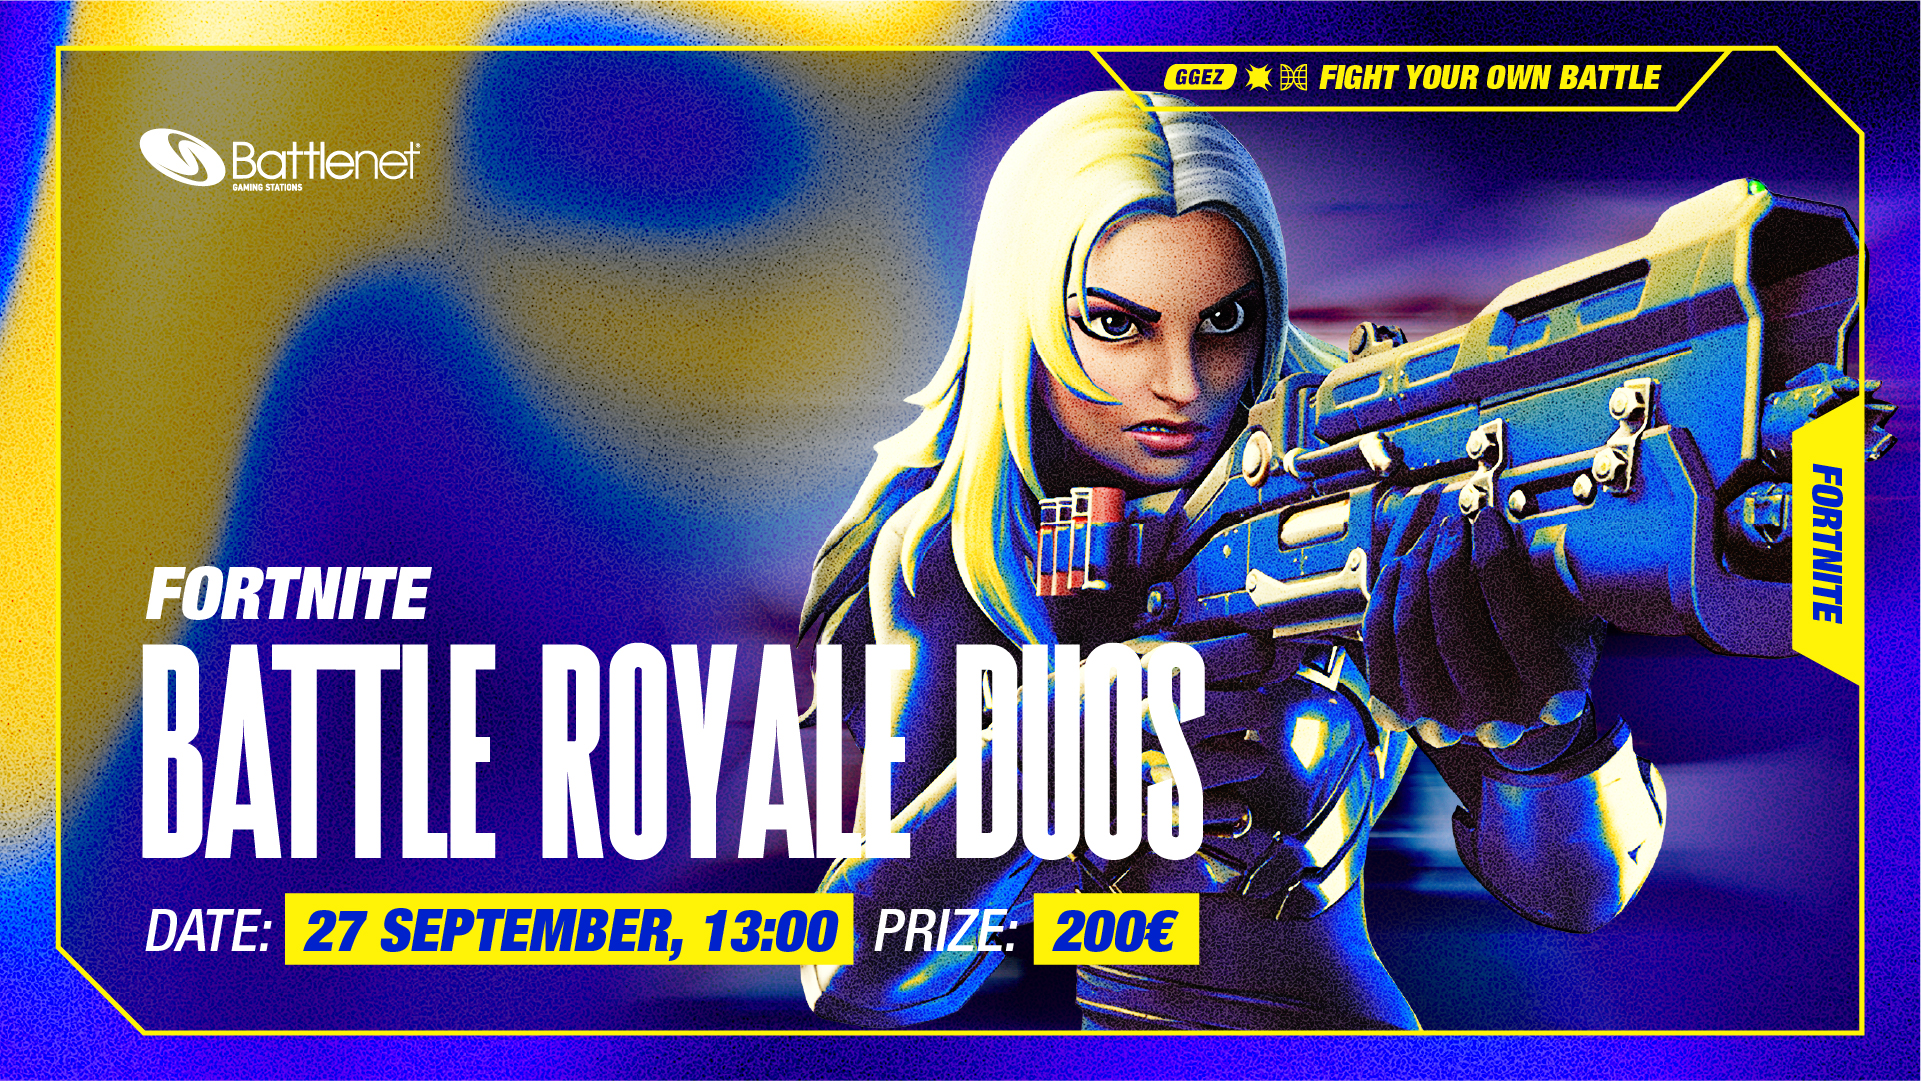 GGEZ FIGHT YOUR OWN BATTLE
Battlenet
GAMING STATIONS
FORTNITE
FORTNITE
BATTLE ROYALE DUOS
DATE: 27 SEPTEMBER, 13:00 PRIZE: 200€